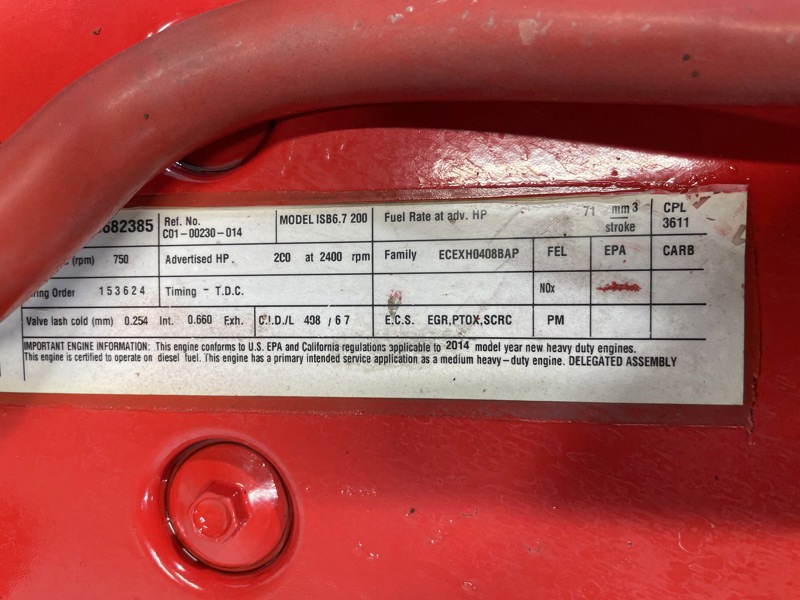 682385
Ref. No.
C01-00230-014
MODEL ISB6.7 200
Fuel Rate at adv. HP 71 mm3
stroke
CPL
3611
(rpm) 750
Advertised HP. 200 at 2400 rpm
Family ECEXH0408BAP
FEL
EPA
CARB
ring Order 153624
Timing - T.D.C.
NOx
Valve lash cold (mm) 0.254 Int. 0.660 Exh.
C.I.D./L 408 / 6 7
E.C.S. EGR,PTOX,SCRC
PM
IMPORTANT ENGINE INFORMATION: This engine conforms to U.S. EPA and California regulations applicable to 2014 model year new heavy duty engines.
This engine is certified to operate on diesel fuel. This engine has a primary intended service application as a medium heavy-duty engine. DELEGATED ASSEMBLY